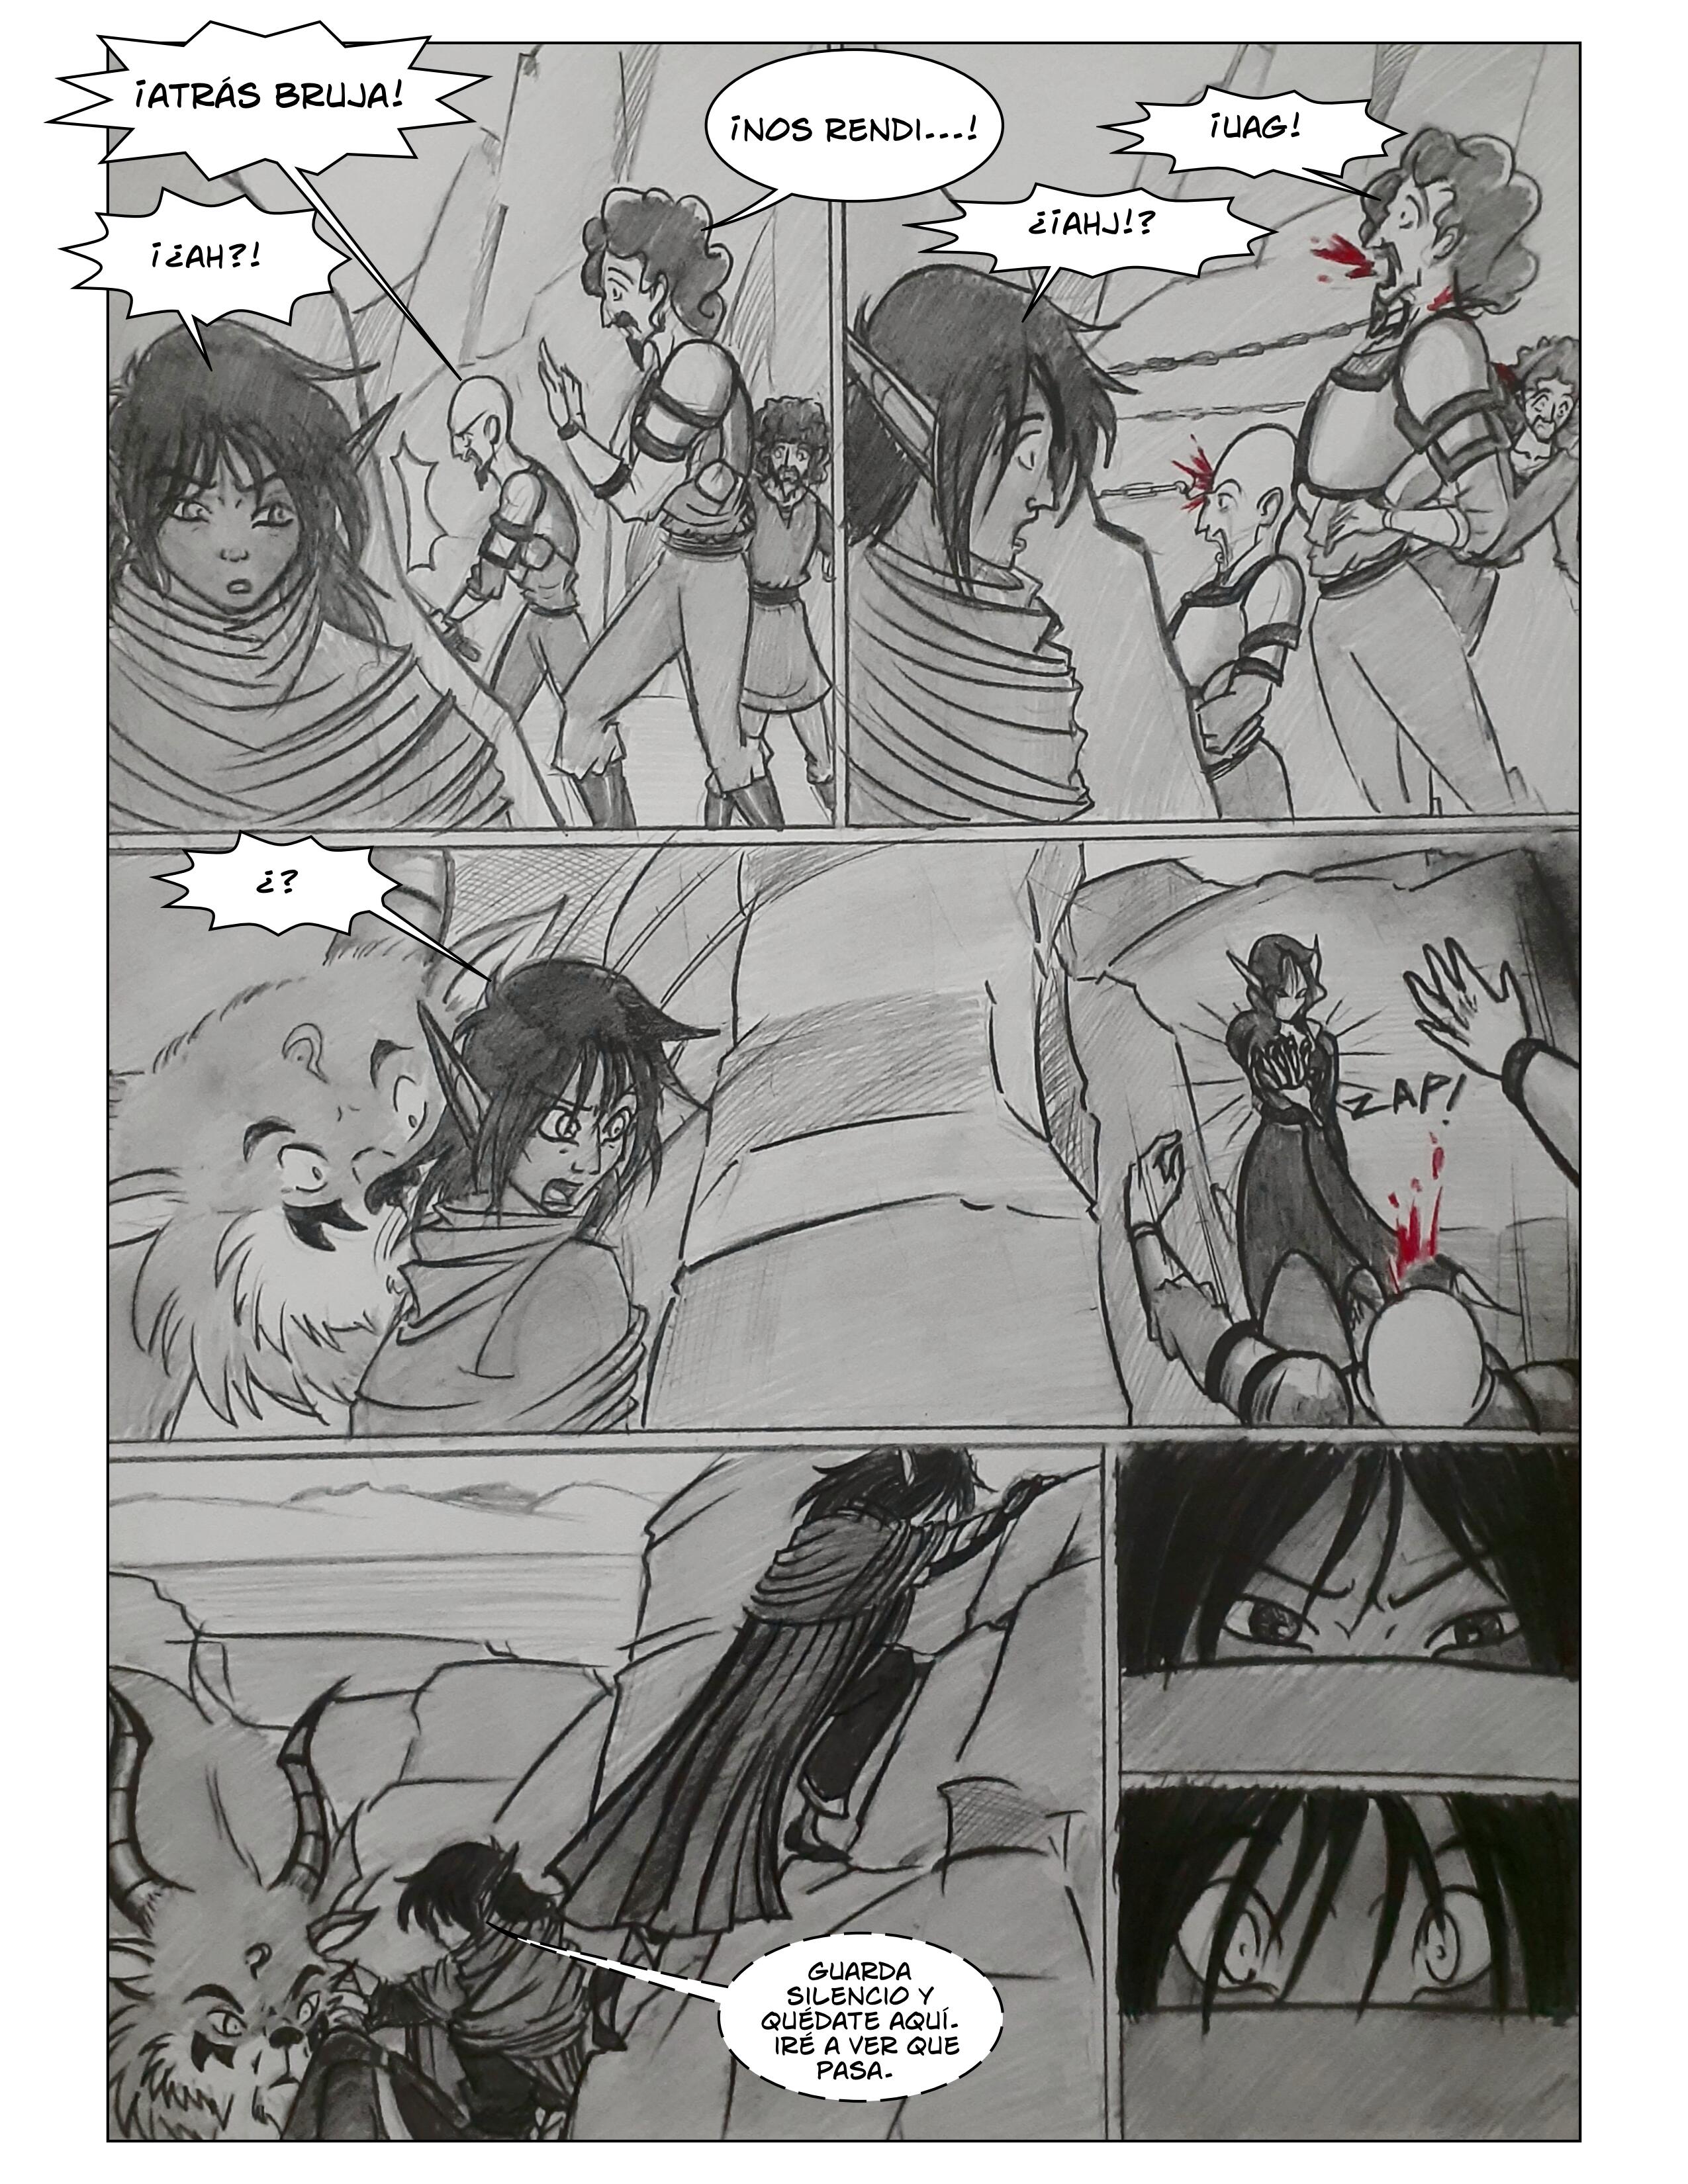 ¡ATRÁS BRUJA!
¡NOS RENDI...!
¡UAG!
¡¿AH?!
¿¡AHJ!?
¿?
ZAP!
GUARDA
SILENCIO Y
QUÉDATE AQUÍ.
IRÉ A VER QUE
PASA.